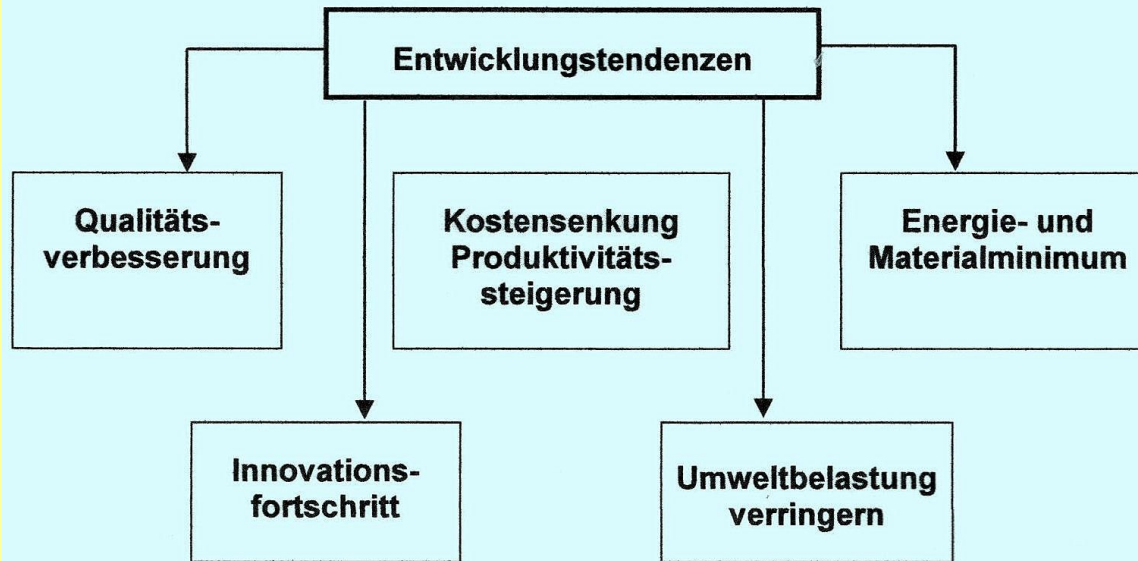 Entwicklungstendenzen
Qualitäts-
verbesserung
Kostensenkung
Produktivitäts-
steigerung
Energie- und
Materialminimum
Innovations-
fortschritt
Umweltbelastung
verringern